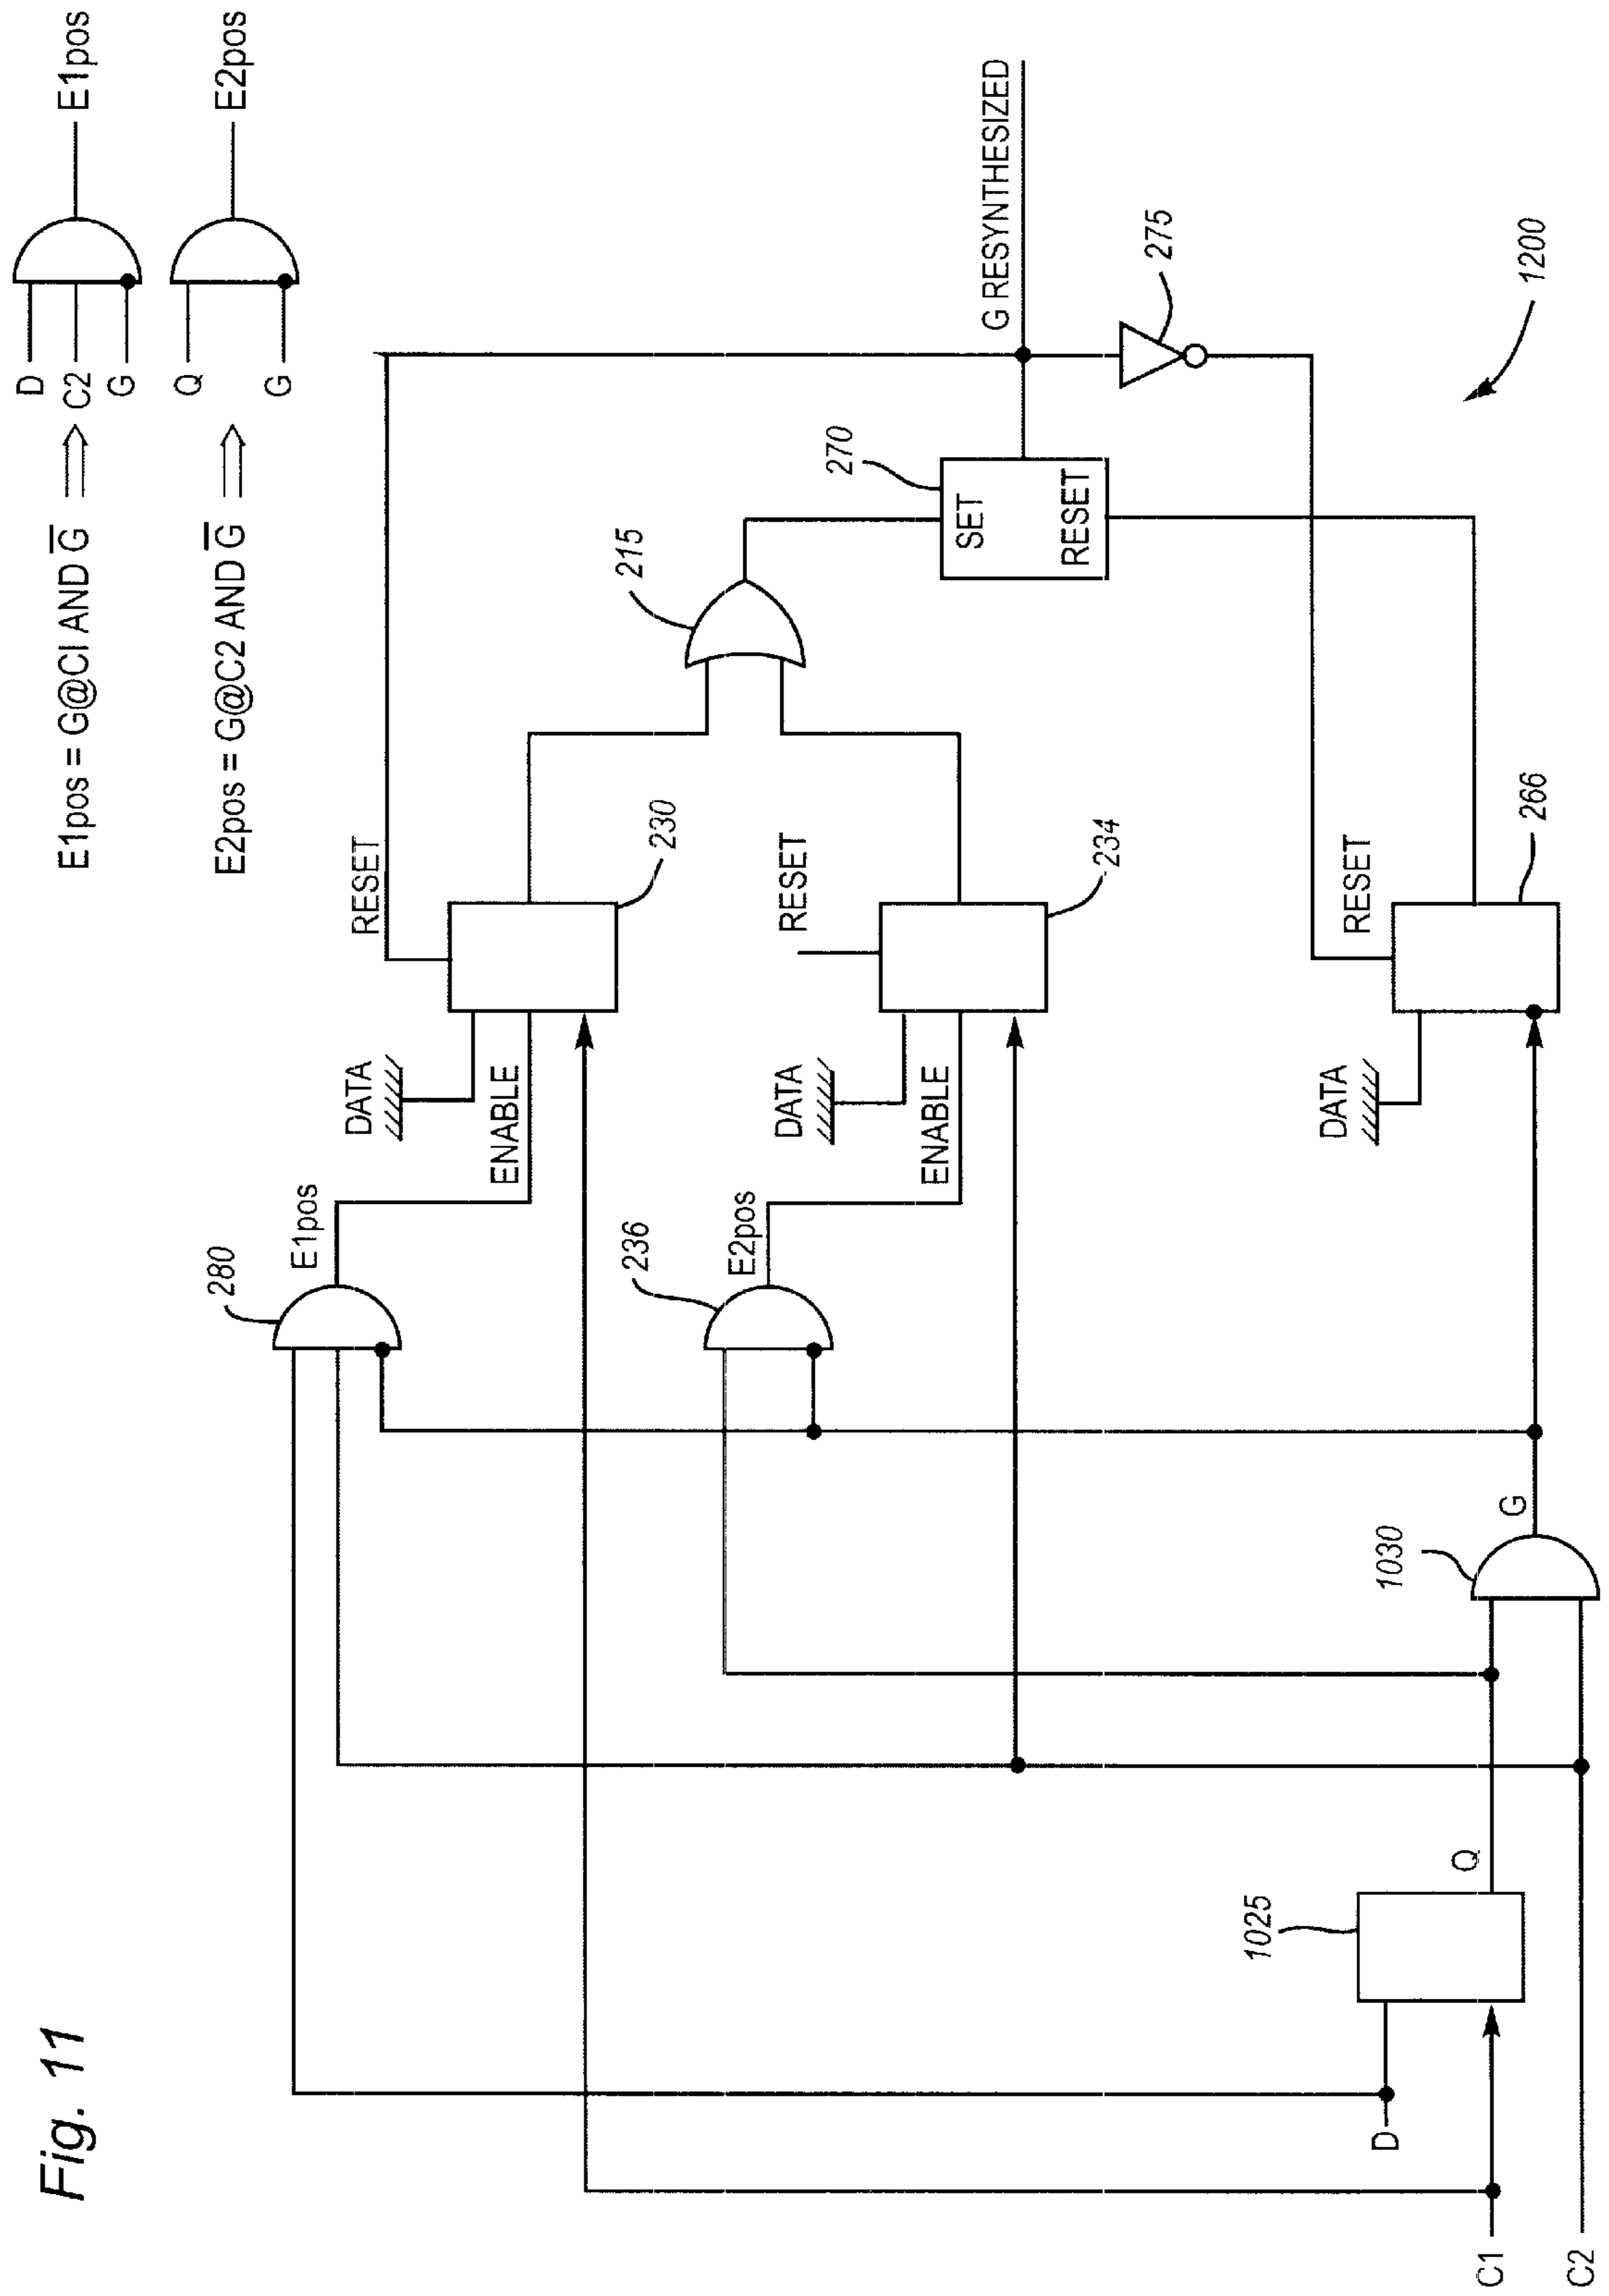 Fig. 11
E1pos = G@CI AND G̅ ⇒
D
C2
G
E1pos
E2pos = G@C2 AND G̅ ⇒
Q
G
E2pos
280
E1pos
DATA
ENABLE
RESET
230
236
E2pos
DATA
ENABLE
RESET
234
215
270
SET
RESET
G RESYNTHESIZED
275
1200
D
1025
Q
1030
G
DATA
RESET
266
C1
C2